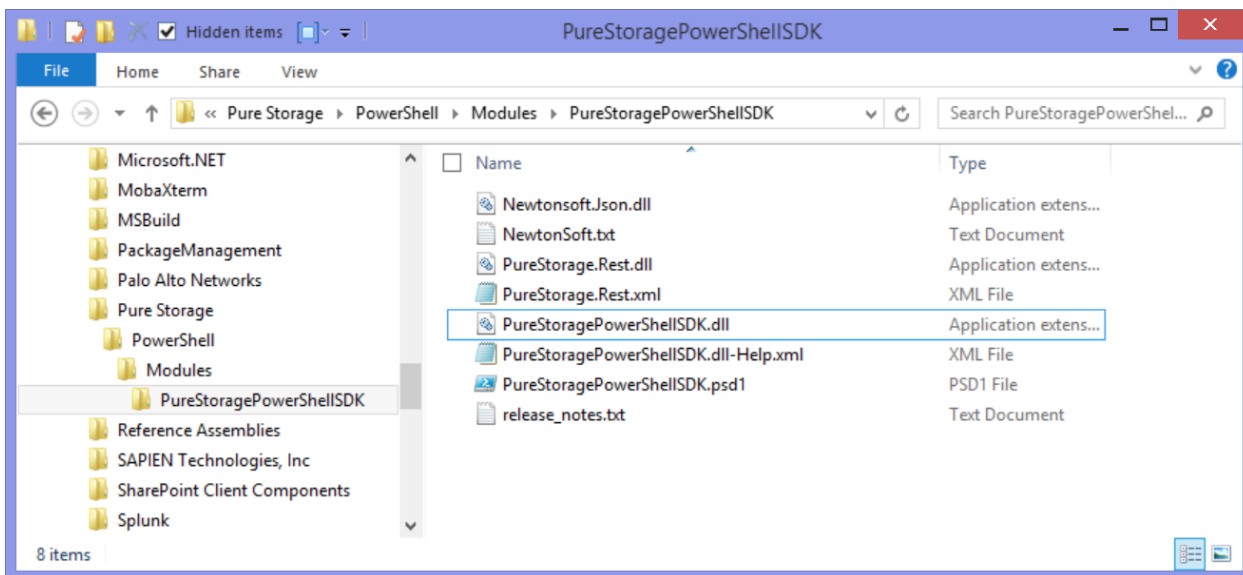 Hidden items
PureStoragePowerShellSDK
File Home Share View
« Pure Storage PowerShell Modules PureStoragePowerShellSDK
Search PureStoragePowerShel...
Microsoft.NET
MobaXterm
MSBuild
PackageManagement
Palo Alto Networks
Pure Storage
PowerShell
Modules
PureStoragePowerShellSDK
Reference Assemblies
SAPIEN Technologies, Inc
SharePoint Client Components
Splunk
Name Type
Newtonsoft.Json.dll Application extens...
NewtonSoft.txt Text Document
PureStorage.Rest.dll Application extens...
PureStorage.Rest.xml XML File
PureStoragePowerShellSDK.dll Application extens...
PureStoragePowerShellSDK.dll-Help.xml XML File
PureStoragePowerShellSDK.psd1 PSD1 File
release_notes.txt Text Document
8 items